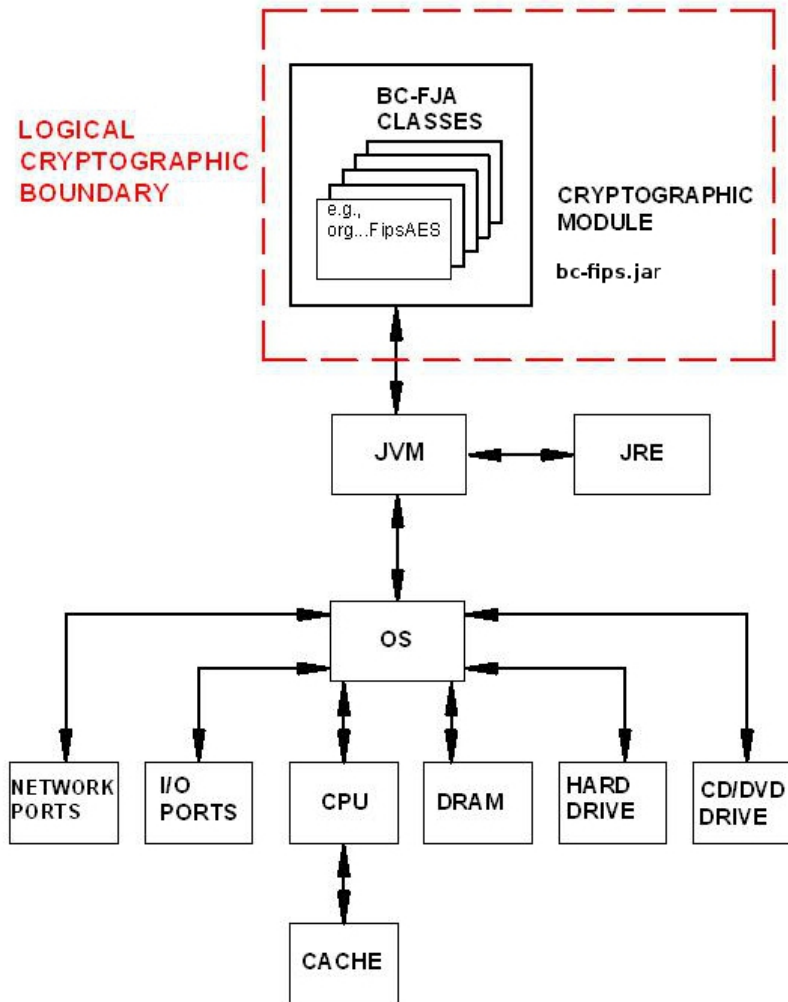 BC-FJA
CLASSES
LOGICAL
CRYPTOGRAPHIC
BOUNDARY
e.g.,
org...FipsAES
CRYPTOGRAPHIC
MODULE
bc-fips.jar
JVM
JRE
OS
NETWORK
PORTS
I/O
PORTS
CPU
DRAM
HARD
DRIVE
CD/DVD
DRIVE
CACHE